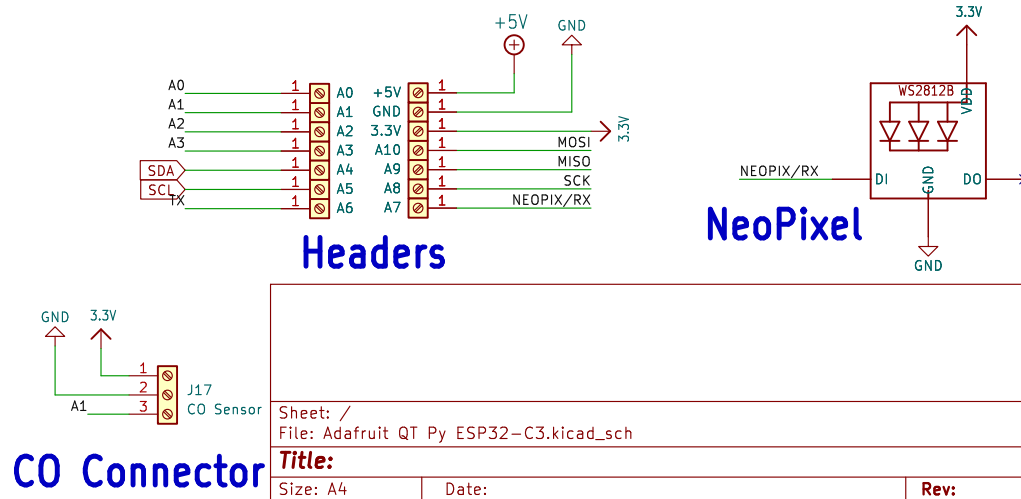 +5V
GND
3.3V
A0 1 A0 +5V 1
A1 1 A1 GND 1
A2 1 A2 3.3V 1 3.3V
A3 1 A3 A10 1 MOSI
SDA 1 A4 A9 1 MISO
SCL 1 A5 A8 1 SCK
TX 1 A6 A7 1 NEOPIX/RX
Headers
WS2812B
VDD
NEOPIX/RX DI GND DO
NeoPixel
GND
GND
3.3V
1
2
A1 3
J17
CO Sensor
CO Connector
Sheet: /
File: Adafruit QT Py ESP32-C3.kicad_sch
Title:
Size: A4 Date: Rev: